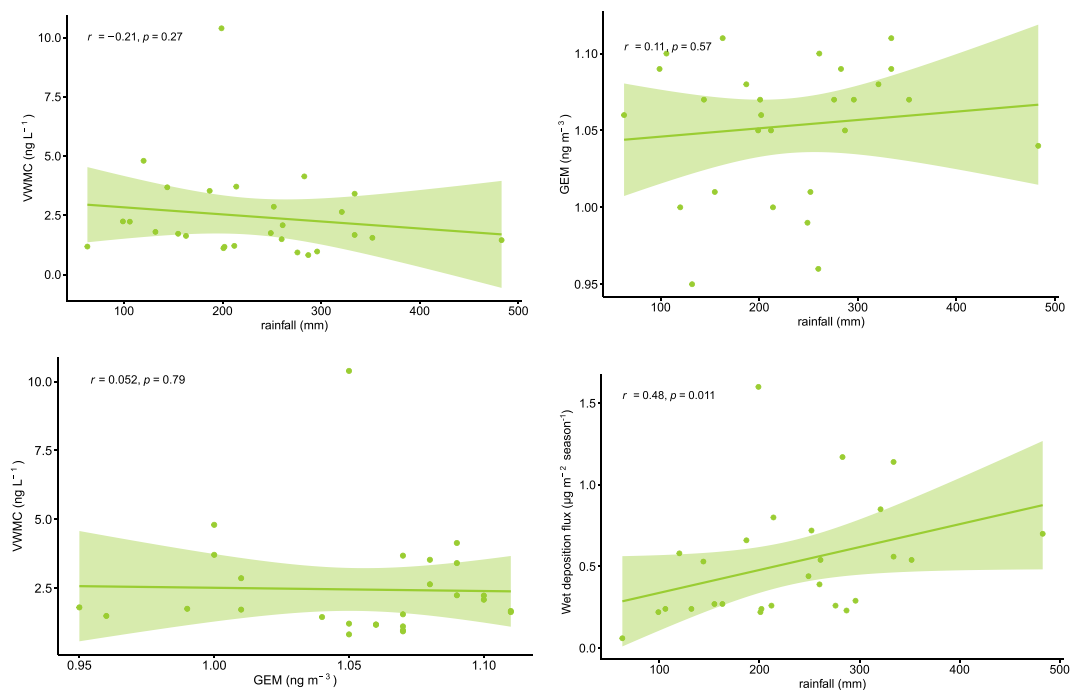 r = −0.21, p = 0.27
VWMC (ng L⁻¹)
10.0
7.5
5.0
2.5
0.0
100 200 300 400 500
rainfall (mm)
r = 0.11, p = 0.57
GEM (ng m⁻³)
1.10
1.05
1.00
0.95
100 200 300 400 500
rainfall (mm)
r = 0.052, p = 0.79
VWMC (ng L⁻¹)
10.0
7.5
5.0
2.5
0.95 1.00 1.05 1.10
GEM (ng m⁻³)
r = 0.48, p = 0.011
Wet deposition flux (µg m⁻² season⁻¹)
1.5
1.0
0.5
0.0
100 200 300 400 500
rainfall (mm)